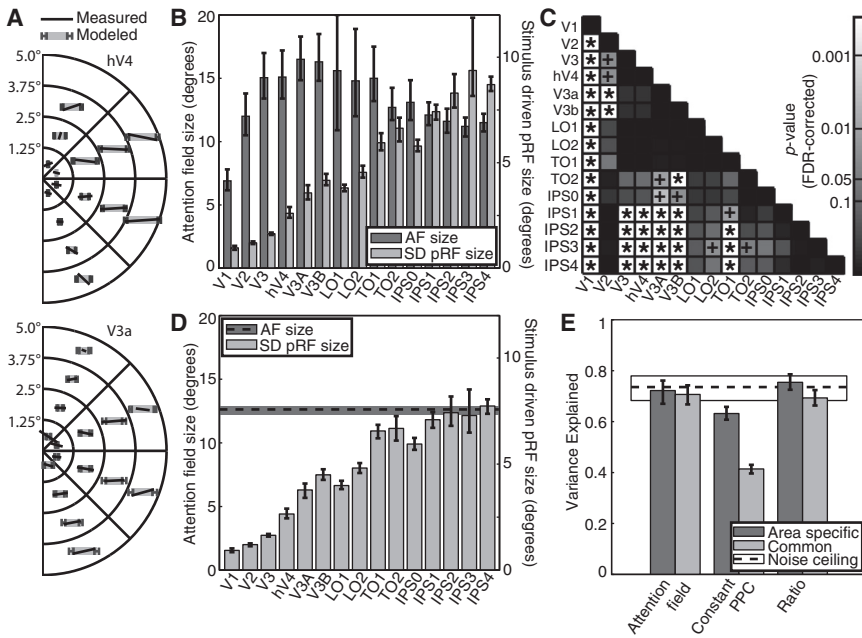 A
Measured
Modeled
hV4
5.0°
3.75°
2.5°
1.25°
V3a
5.0°
3.75°
2.5°
1.25°
B
Attention field size (degrees)
20
15
10
5
0
Stimulus driven pRF size (degrees)
10
5
0
AF size
SD pRF size
V1
V2
V3
hV4
V3A
V3B
LO1
LO2
TO1
TO2
IPS0
IPS1
IPS2
IPS3
IPS4
C
V1
V2
V3
hV4
V3a
V3b
LO1
LO2
TO1
TO2
IPS0
IPS1
IPS2
IPS3
IPS4
V1
V2
V3
hV4
V3A
V3B
LO1
LO2
TO1
TO2
IPS0
IPS1
IPS2
IPS3
IPS4
p-value
(FDR-corrected)
0.001
0.01
0.05
0.1
D
Attention field size (degrees)
20
15
10
5
0
Stimulus driven pRF size (degrees)
10
5
0
AF size
SD pRF size
V1
V2
V3
hV4
V3A
V3B
LO1
LO2
TO1
TO2
IPS0
IPS1
IPS2
IPS3
IPS4
E
Variance Explained
1
0.8
0.6
0.4
0.2
0
Area specific
Common
Noise ceiling
Attention
field
Constant
PPC
Ratio